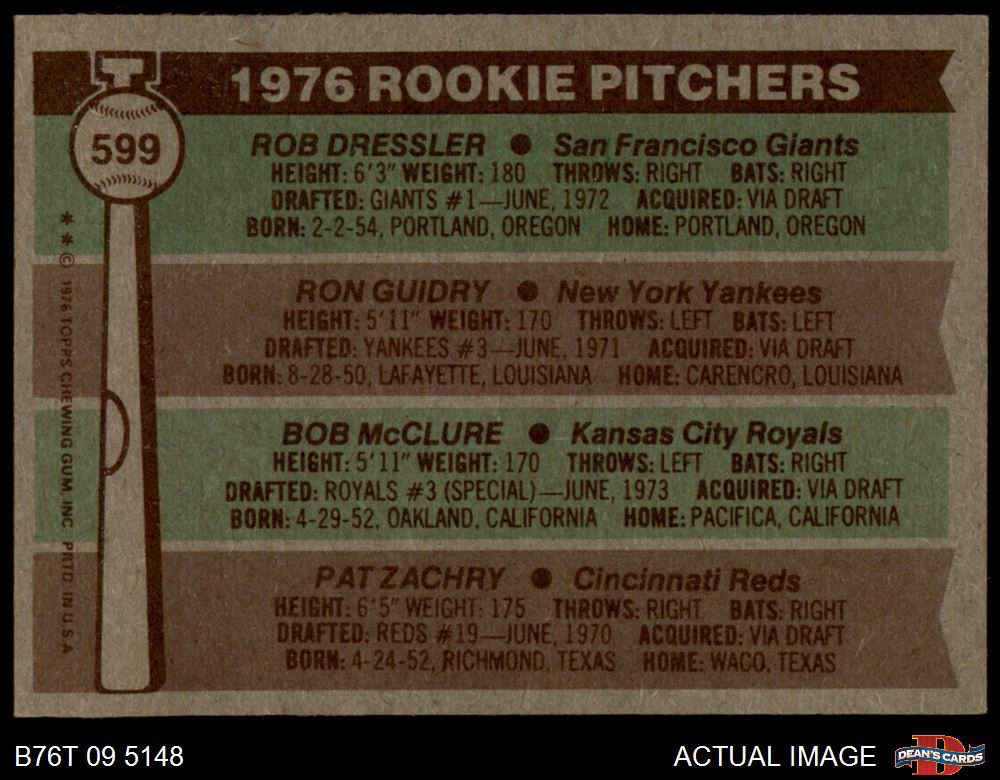 T
1976 ROOKIE PITCHERS
599
ROB DRESSLER ● San Francisco Giants
HEIGHT: 6'3" WEIGHT: 180 THROWS: RIGHT BATS: RIGHT
DRAFTED: GIANTS #1—JUNE, 1972 ACQUIRED: VIA DRAFT
BORN: 2-2-54, PORTLAND, OREGON HOME: PORTLAND, OREGON
RON GUIDRY ● New York Yankees
HEIGHT: 5'11" WEIGHT: 170 THROWS: LEFT BATS: LEFT
DRAFTED: YANKEES #3—JUNE, 1971 ACQUIRED: VIA DRAFT
BORN: 8-28-50, LAFAYETTE, LOUISIANA HOME: CARENCRO, LOUISIANA
BOB McCLURE ● Kansas City Royals
HEIGHT: 5'11" WEIGHT: 170 THROWS: LEFT BATS: RIGHT
DRAFTED: ROYALS #3 (SPECIAL)—JUNE, 1973 ACQUIRED: VIA DRAFT
BORN: 4-29-52, OAKLAND, CALIFORNIA HOME: PACIFICA, CALIFORNIA
PAT ZACHRY ● Cincinnati Reds
HEIGHT: 6'5" WEIGHT: 175 THROWS: RIGHT BATS: RIGHT
DRAFTED: REDS #19—JUNE, 1970 ACQUIRED: VIA DRAFT
BORN: 4-24-52, RICHMOND, TEXAS HOME: WACO, TEXAS
* * © 1976 TOPPS CHEWING GUM, INC. PRTD. IN U.S.A.
B76T 09 5148
ACTUAL IMAGE
D
DEAN'S CARDS